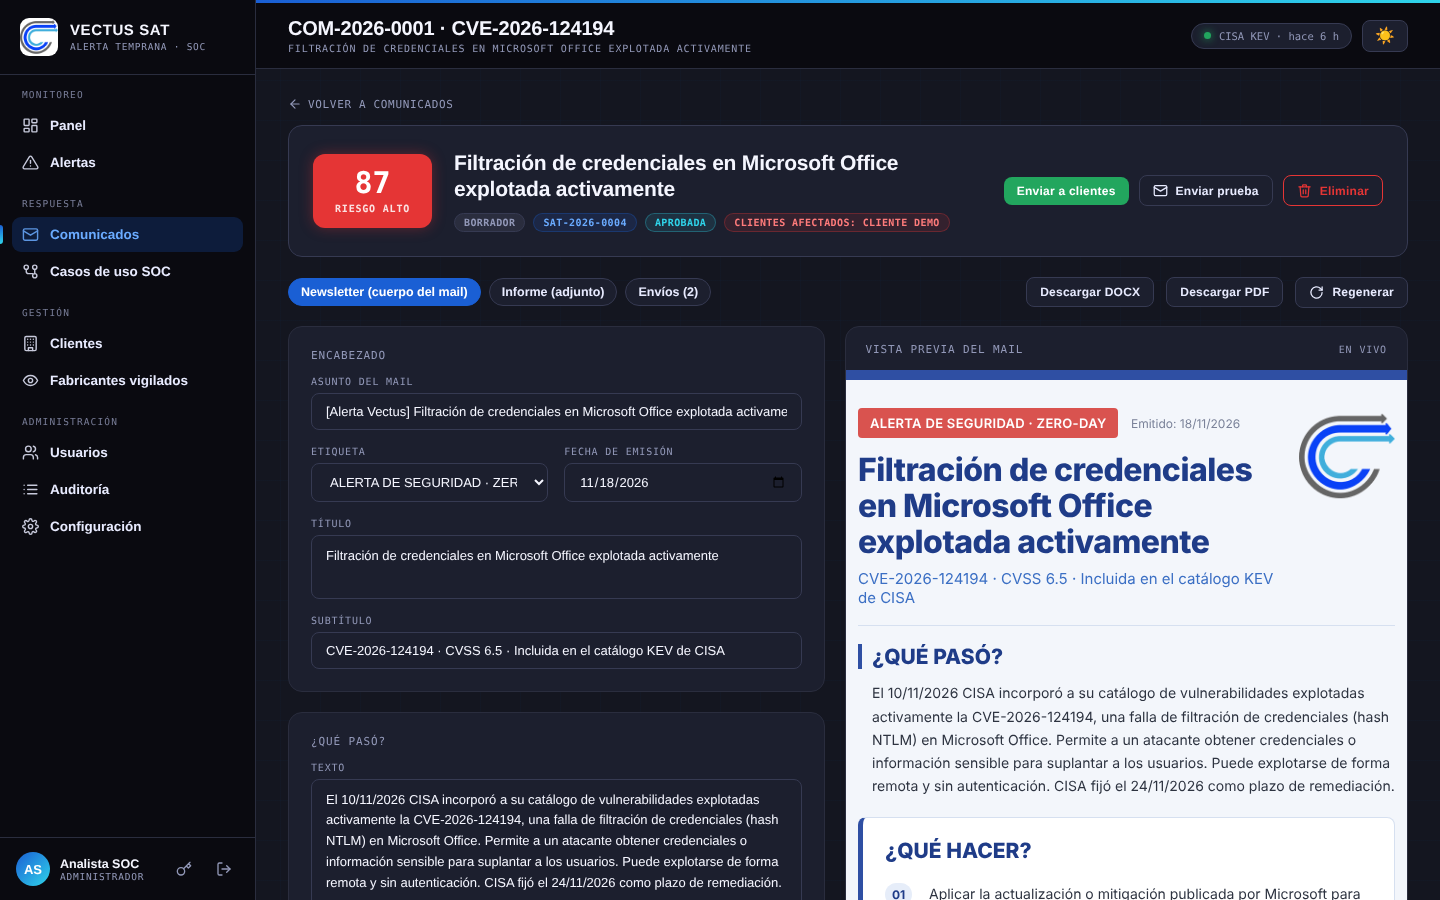 VECTUS SAT
ALERTA TEMPRANA · SOC
MONITOREO
Panel
Alertas
RESPUESTA
Comunicados
Casos de uso SOC
GESTIÓN
Clientes
Fabricantes vigilados
ADMINISTRACIÓN
Usuarios
Auditoría
Configuración
AS
Analista SOC
ADMINISTRADOR
COM-2026-0001 · CVE-2026-124194
FILTRACIÓN DE CREDENCIALES EN MICROSOFT OFFICE EXPLOTADA ACTIVAMENTE
CISA KEV · hace 6 h
VOLVER A COMUNICADOS
87
RIESGO ALTO
Filtración de credenciales en Microsoft Office
explotada activamente
BORRADOR
SAT-2026-0004
APROBADA
CLIENTES AFECTADOS: CLIENTE DEMO
Enviar a clientes
Enviar prueba
Eliminar
Newsletter (cuerpo del mail)
Informe (adjunto)
Envíos (2)
Descargar DOCX
Descargar PDF
Regenerar
ENCABEZADO
ASUNTO DEL MAIL
[Alerta Vectus] Filtración de credenciales en Microsoft Office explotada activame
ETIQUETA
FECHA DE EMISIÓN
ALERTA DE SEGURIDAD · ZER
11/18/2026
TÍTULO
Filtración de credenciales en Microsoft Office explotada activamente
SUBTÍTULO
CVE-2026-124194 · CVSS 6.5 · Incluida en el catálogo KEV de CISA
¿QUÉ PASÓ?
TEXTO
El 10/11/2026 CISA incorporó a su catálogo de vulnerabilidades explotadas
activamente la CVE-2026-124194, una falla de filtración de credenciales (hash
NTLM) en Microsoft Office. Permite a un atacante obtener credenciales o
información sensible para suplantar a los usuarios. Puede explotarse de forma
remota y sin autenticación. CISA fijó el 24/11/2026 como plazo de remediación.
VISTA PREVIA DEL MAIL
EN VIVO
ALERTA DE SEGURIDAD · ZERO-DAY
Emitido: 18/11/2026
Filtración de credenciales
en Microsoft Office
explotada activamente
CVE-2026-124194 · CVSS 6.5 · Incluida en el catálogo KEV
de CISA
¿QUÉ PASÓ?
El 10/11/2026 CISA incorporó a su catálogo de vulnerabilidades explotadas
activamente la CVE-2026-124194, una falla de filtración de credenciales (hash
NTLM) en Microsoft Office. Permite a un atacante obtener credenciales o
información sensible para suplantar a los usuarios. Puede explotarse de forma
remota y sin autenticación. CISA fijó el 24/11/2026 como plazo de remediación.
¿QUÉ HACER?
01
Aplicar la actualización o mitigación publicada por Microsoft para